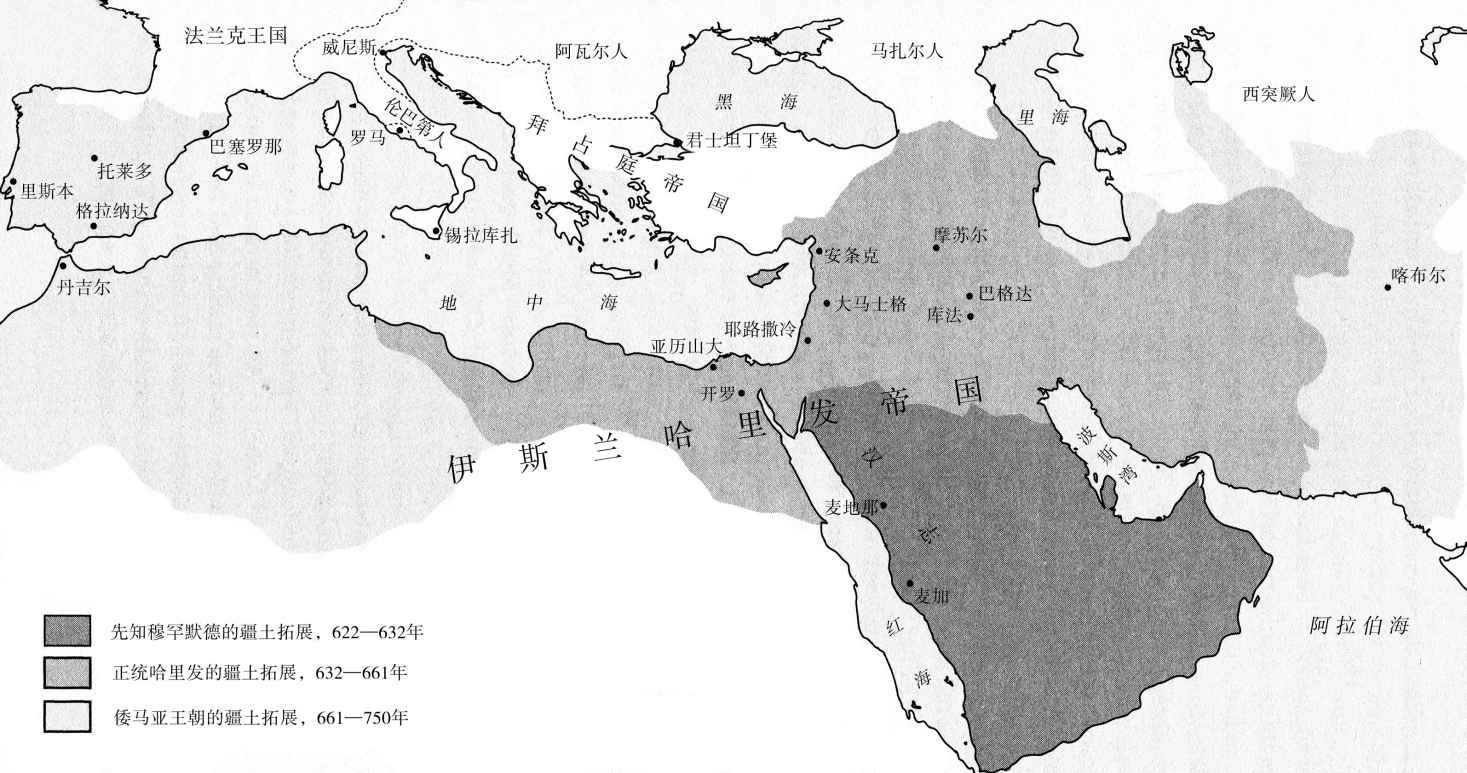 法兰克王国
威尼斯
阿瓦尔人
马扎尔人
西突厥人
黑海
里海
伦巴第人
罗马
巴塞罗那
托莱多
里斯本
格拉纳达
拜占庭帝国
君士坦丁堡
锡拉库扎
丹吉尔
地中海
安条克
摩苏尔
大马士格
巴格达
库法
喀布尔
耶路撒冷
亚历山大
开罗
伊斯兰哈里发帝国
波斯湾
汉志
麦地那
麦加
红海
阿拉伯海
先知穆罕默德的疆土拓展，622—632年
正统哈里发的疆土拓展，632—661年
倭马亚王朝的疆土拓展，661—750年